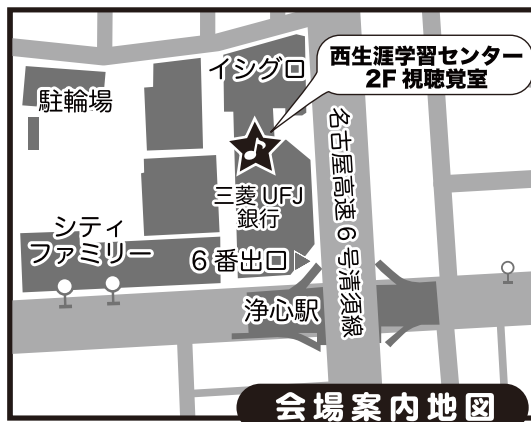 西生涯学習センター
2F 視聴覚室
イシグロ
駐輪場
名古屋高速6号清須線
三菱 UFJ
銀行
シティ
ファミリー
6番出口
浄心駅
会場案内地図